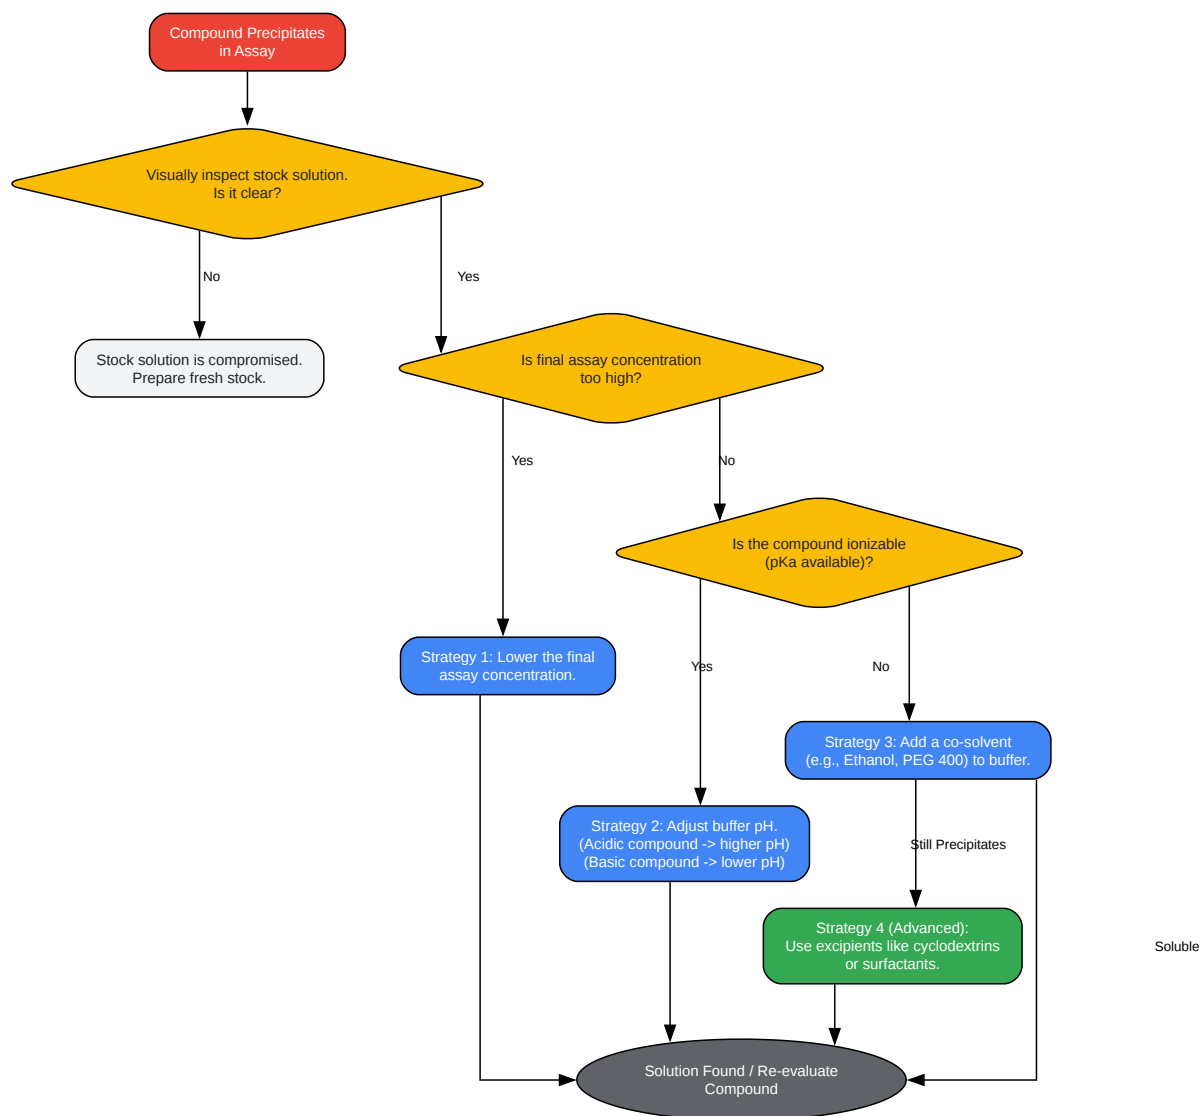 Compound Precipitates
in Assay
Visually inspect stock solution.
Is it clear?
No
Yes
Stock solution is compromised.
Prepare fresh stock.
Is final assay concentration
too high?
Yes
No
Is the compound ionizable
(pKa available)?
Strategy 1: Lower the final
assay concentration.
Yes
No
Strategy 3: Add a co-solvent
(e.g., Ethanol, PEG 400) to buffer.
Strategy 2: Adjust buffer pH.
(Acidic compound -> higher pH)
(Basic compound -> lower pH)
Still Precipitates
Strategy 4 (Advanced):
Use excipients like cyclodextrins
or surfactants.
Soluble
Solution Found / Re-evaluate
Compound